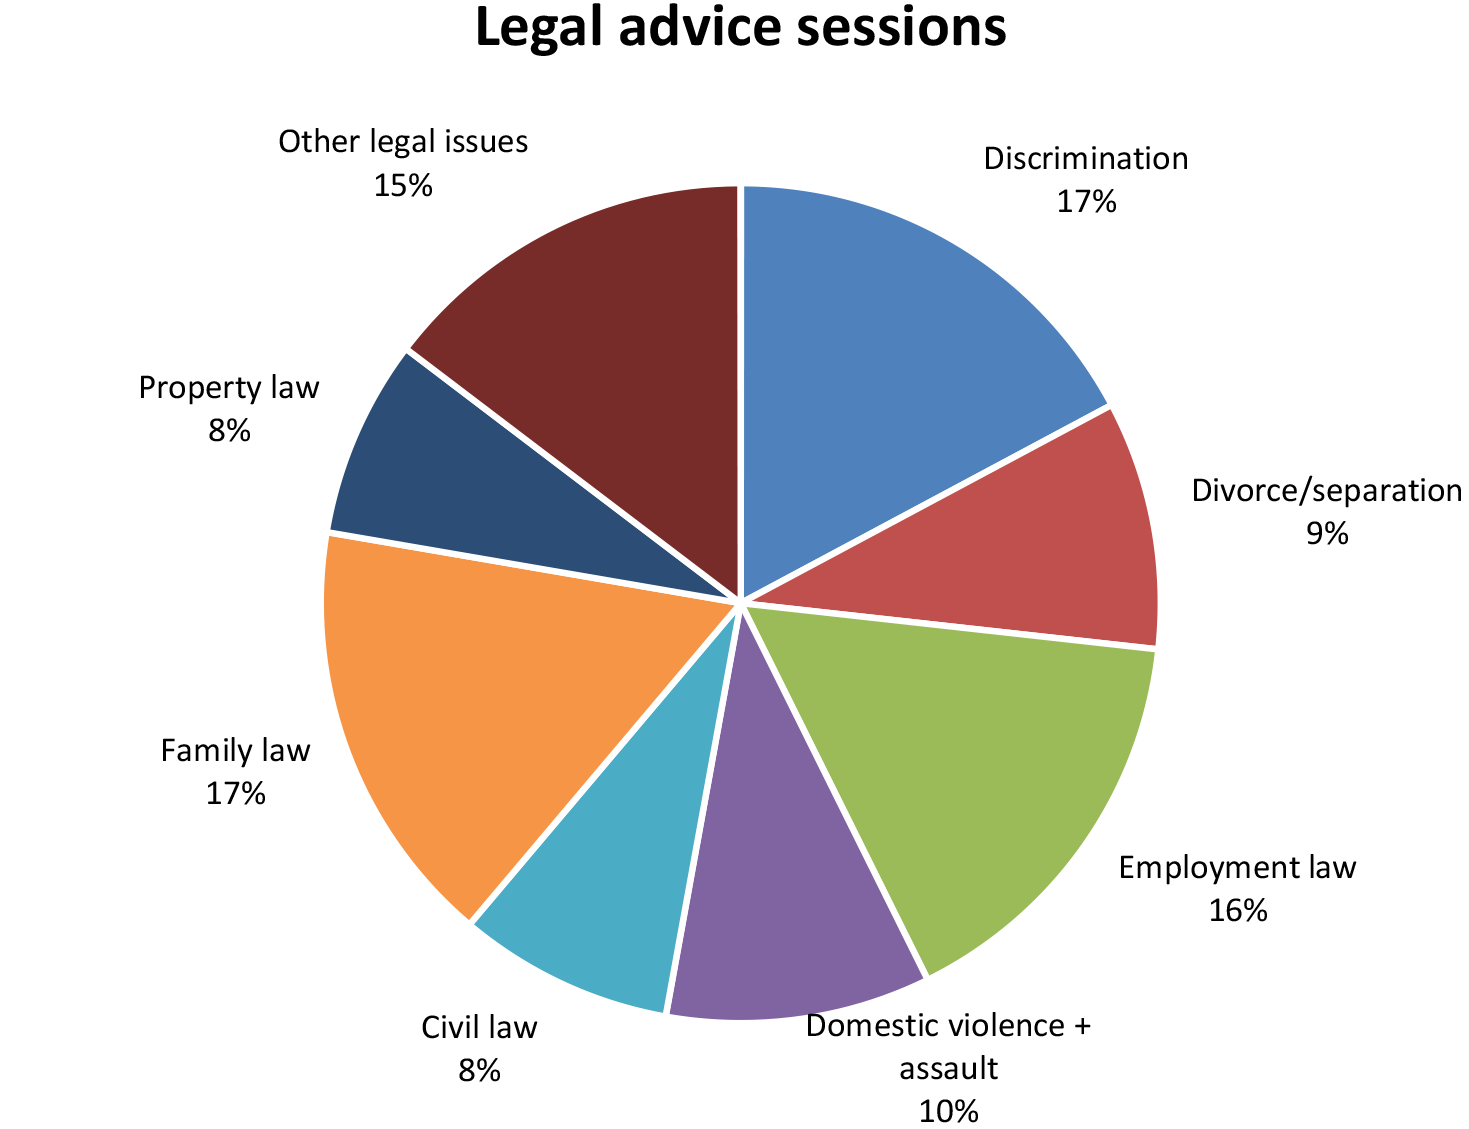 Legal advice sessions
Other legal issues
15%
Discrimination
17%
Property law
8%
Divorce/separation
9%
Family law
17%
Employment law
16%
Civil law
8%
Domestic violence +
assault
10%